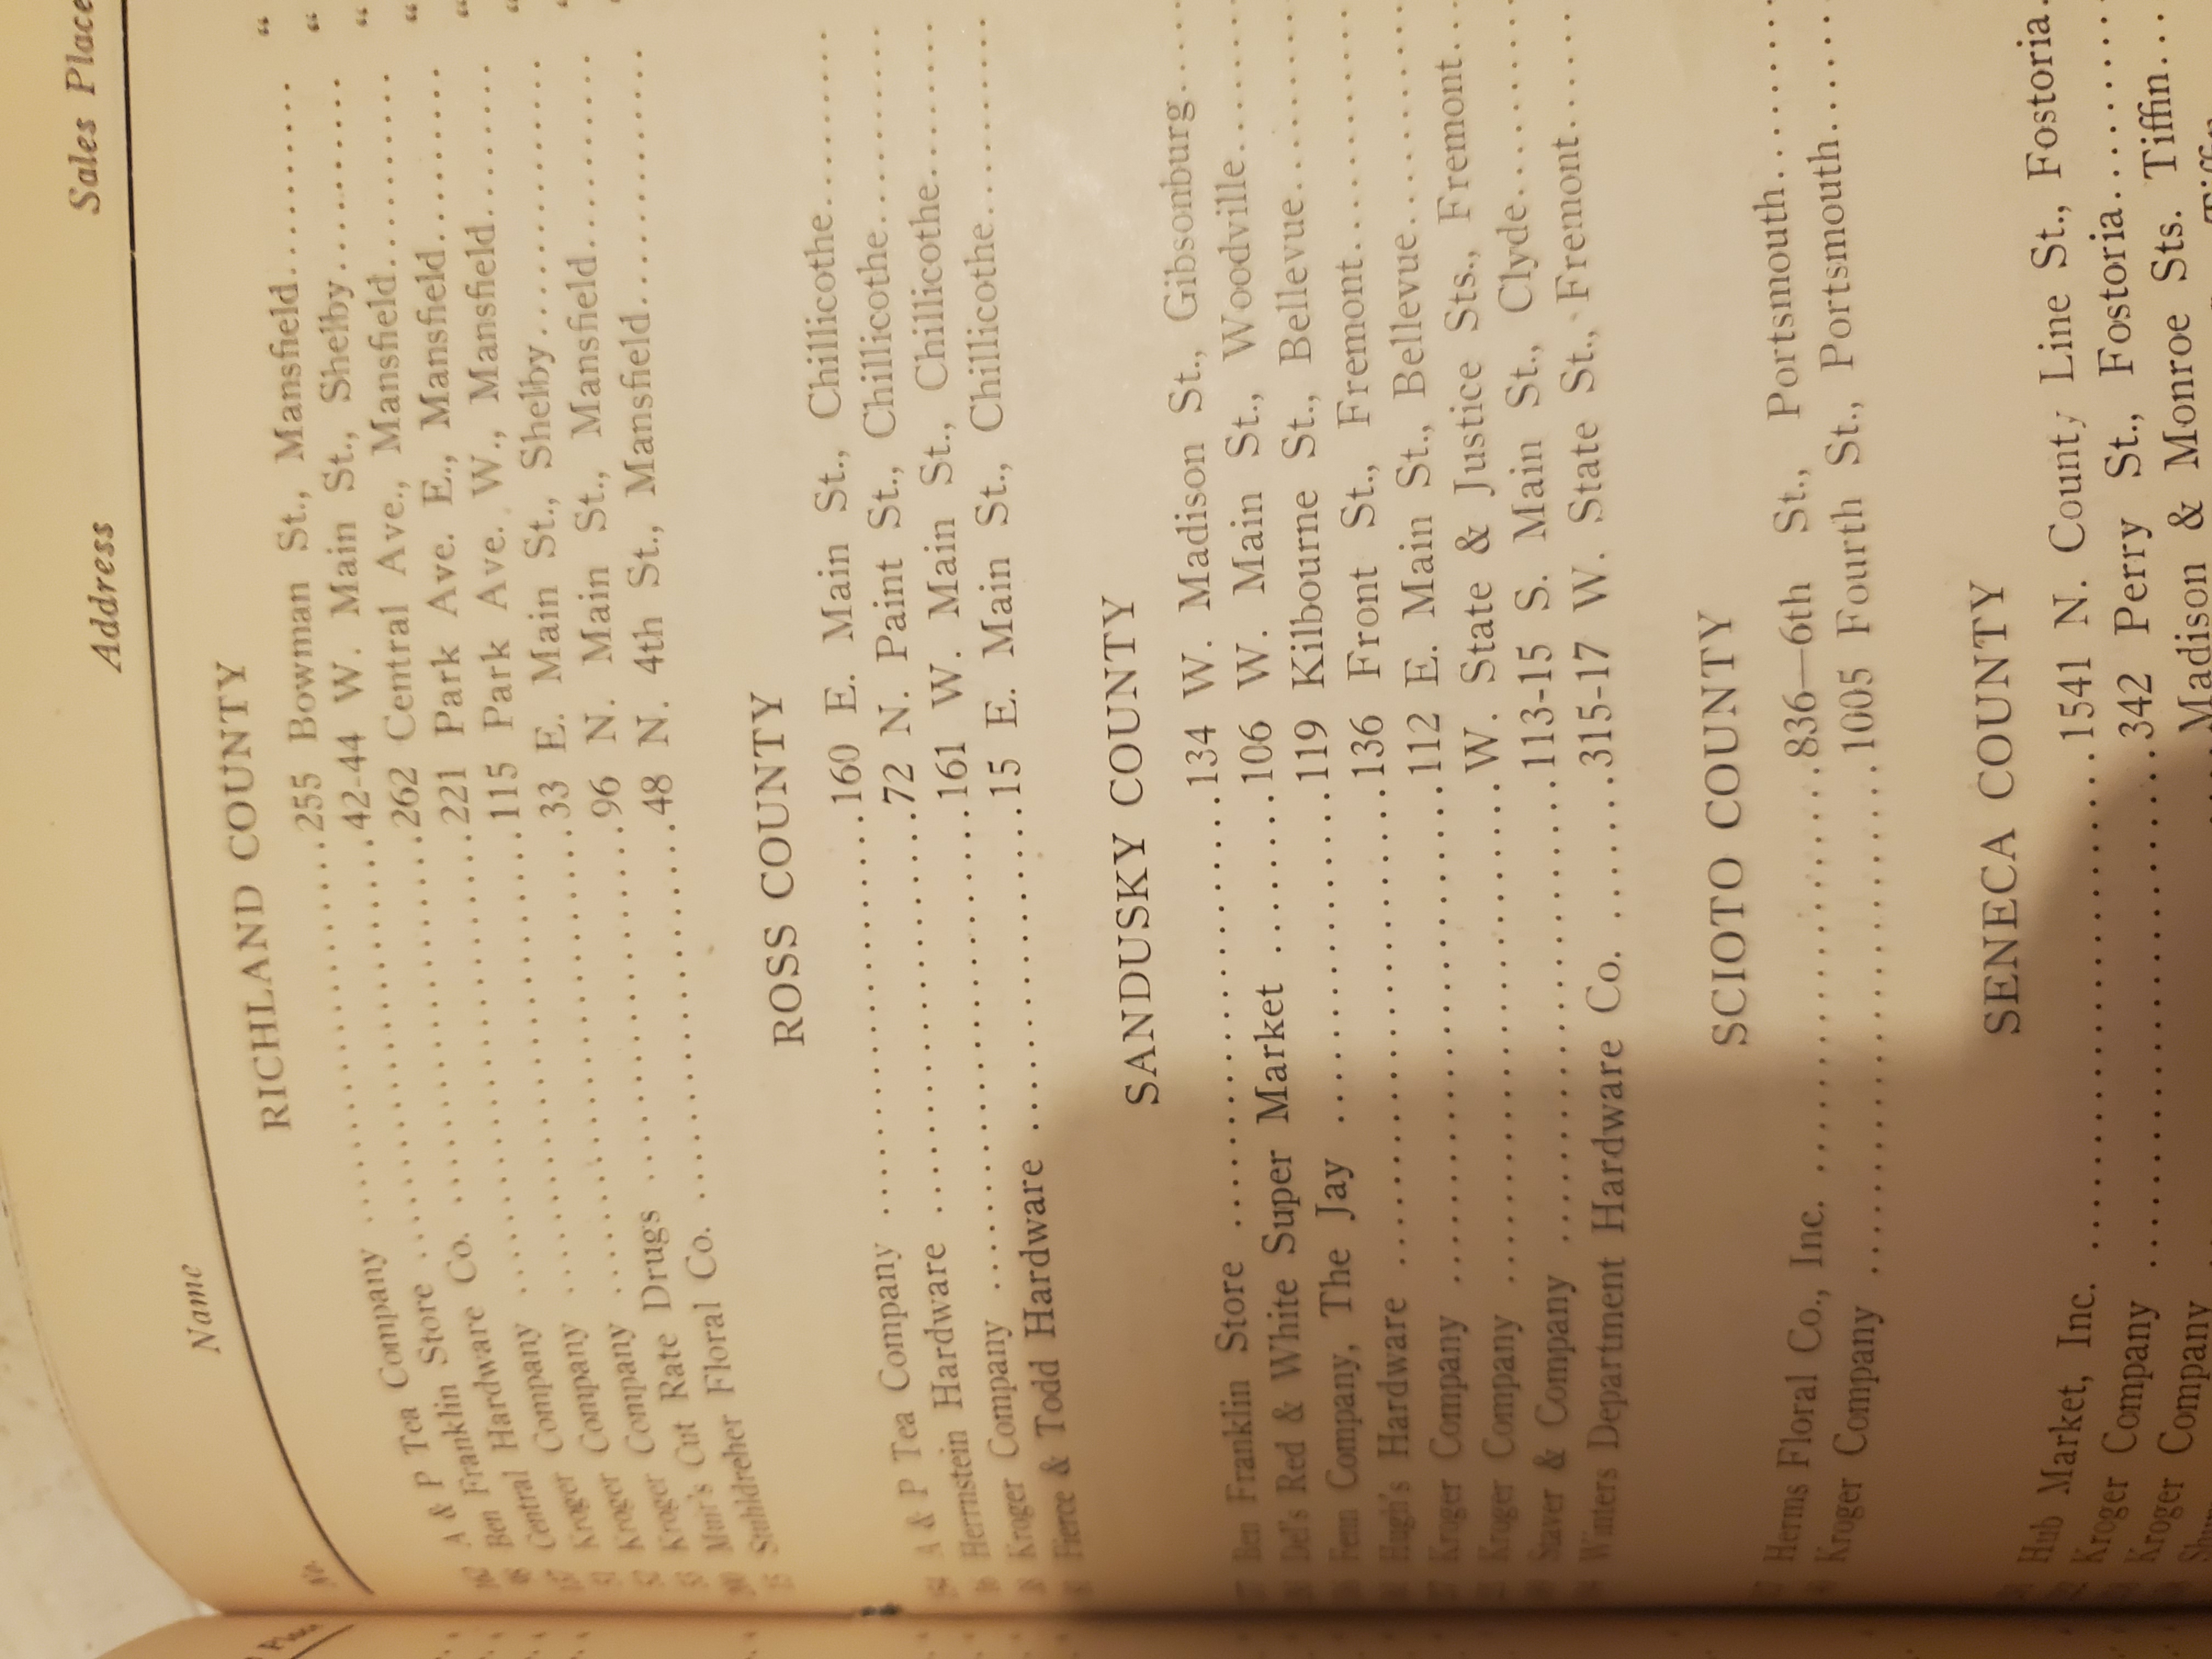 Name Address Sales Place
RICHLAND COUNTY
A & P Tea Company ........ 255 Bowman St., Mansfield........ "
Ben Franklin Store ........ 42-44 W. Main St., Shelby........ "
Central Hardware Co. ........ 262 Central Ave., Mansfield........ "
Kroger Company ........ 221 Park Ave. E., Mansfield........ "
Kroger Company ........ 115 Park Ave. W., Mansfield........ "
Kroger Company ........ 33 E. Main St., Shelby........ "
Muir's Cut Rate Drugs ........ 96 N. Main St., Mansfield........
Stuhldreher Floral Co. ........ 48 N. 4th St., Mansfield........
ROSS COUNTY
A & P Tea Company ........ 160 E. Main St., Chillicothe........
Herrnstein Hardware ........ 72 N. Paint St., Chillicothe........
Kroger Company ........ 161 W. Main St., Chillicothe........
Pierce & Todd Hardware ........ 15 E. Main St., Chillicothe........
SANDUSKY COUNTY
Ben Franklin Store ........ 134 W. Madison St., Gibsonburg........
Del's Red & White Super Market ........ 106 W. Main St., Woodville........
Fenn Company, The Jay ........ 119 Kilbourne St., Bellevue........
Hugh's Hardware ........ 136 Front St., Fremont........
Kroger Company ........ 112 E. Main St., Bellevue........
Kroger Company ........ W. State & Justice Sts., Fremont........
Staver & Company ........ 113-15 S. Main St., Clyde........
Winters Department Hardware Co. ........ 315-17 W. State St., Fremont........
SCIOTO COUNTY
Herms Floral Co., Inc. ........ 836—6th St., Portsmouth........
Kroger Company ........ 1005 Fourth St., Portsmouth........
SENECA COUNTY
Hub Market, Inc. ........ 1541 N. County Line St., Fostoria.
Kroger Company ........ 342 Perry St., Fostoria........
Kroger Company ........ Madison & Monroe Sts. Tiffin...